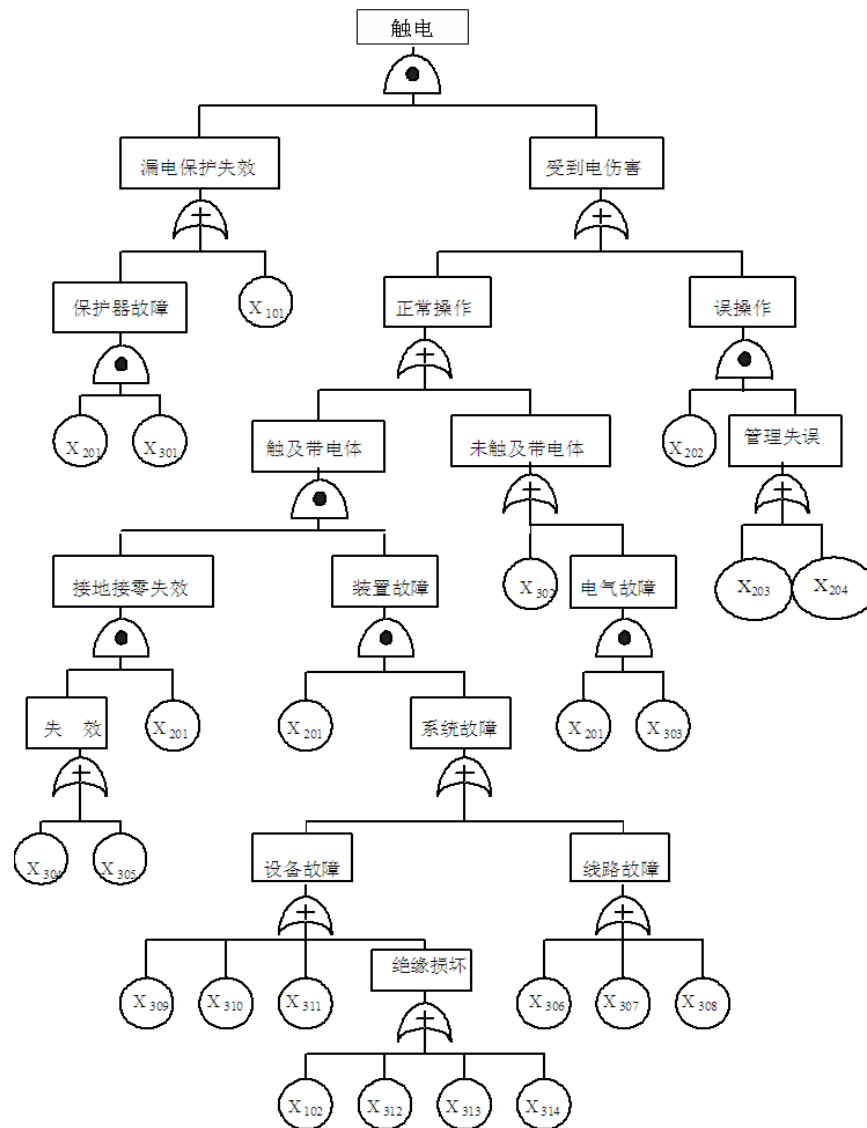 触电
漏电保护失效 受到电伤害
保护器故障 X101 正常操作 误操作
X201 X301 触及带电体 未触及带电体 X202 管理失误
接地接零失效 装置故障 X302 电气故障 X203 X204
失 效 X201 X201 系统故障 X201 X303
X304 X305 设备故障 线路故障
绝缘损坏
X309 X310 X311 X306 X307 X308
X102 X312 X313 X314